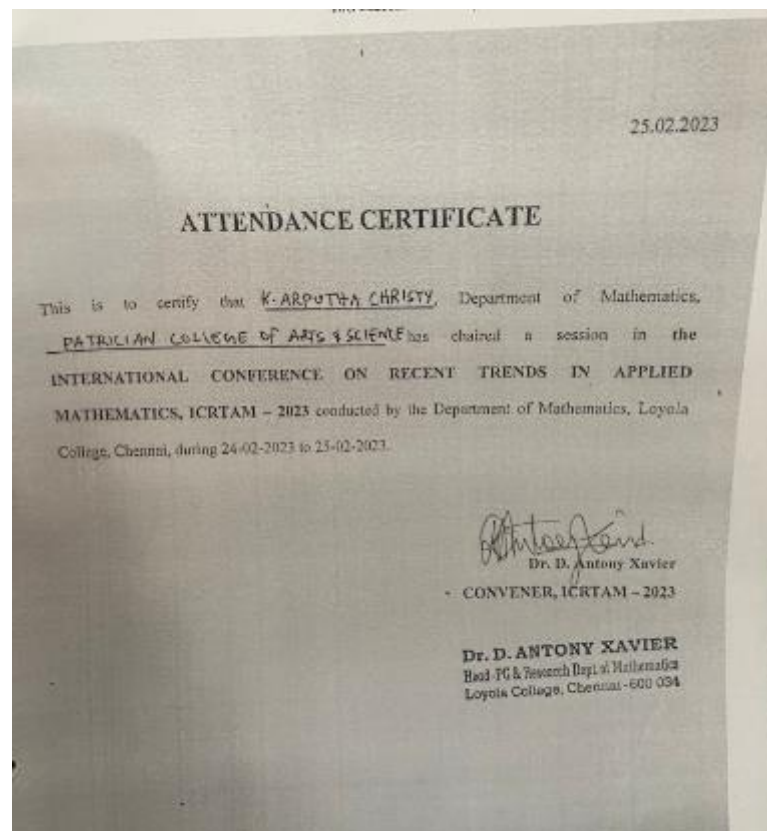 25.02.2023
ATTENDANCE CERTIFICATE
This is to certify that K. ARPUTHA CHRISTY, Department of Mathematics,
PATRICIAN COLLEGE OF ARTS & SCIENCE has chaired a session in the
INTERNATIONAL CONFERENCE ON RECENT TRENDS IN APPLIED
MATHEMATICS, ICRTAM – 2023 conducted by the Department of Mathematics, Loyola
College, Chennai, during 24-02-2023 to 25-02-2023.
Dr. D. Antony Xavier
CONVENER, ICRTAM – 2023
Dr. D. ANTONY XAVIER
Head-PG & Research Dept. of Mathematics
Loyola College, Chennai-600 034